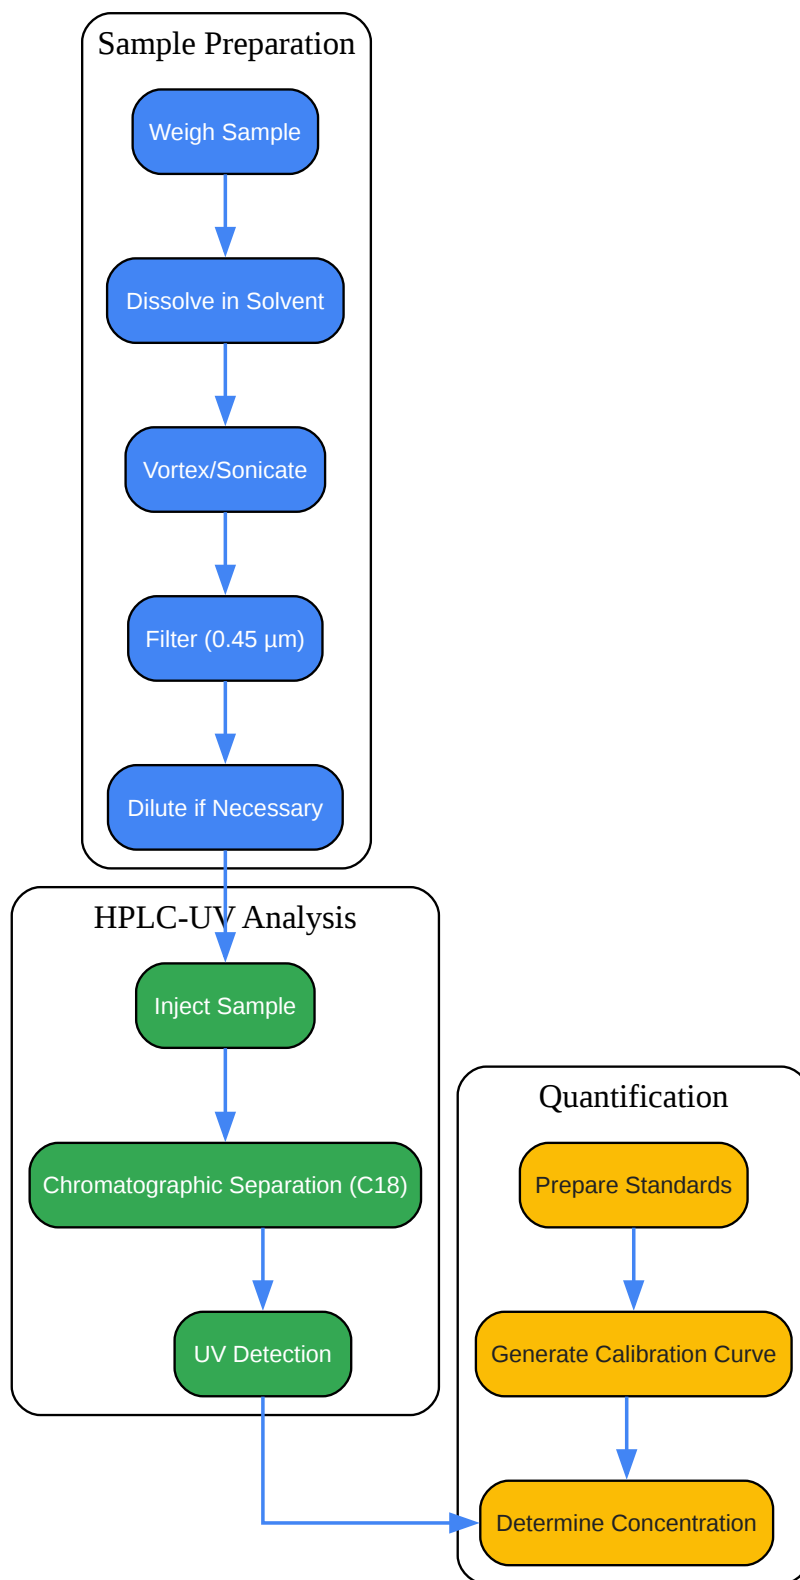 Sample Preparation
Weigh Sample
Dissolve in Solvent
Vortex/Sonicate
Filter (0.45 µm)
Dilute if Necessary
HPLC-UV Analysis
Inject Sample
Chromatographic Separation (C18)
UV Detection
Quantification
Prepare Standards
Generate Calibration Curve
Determine Concentration